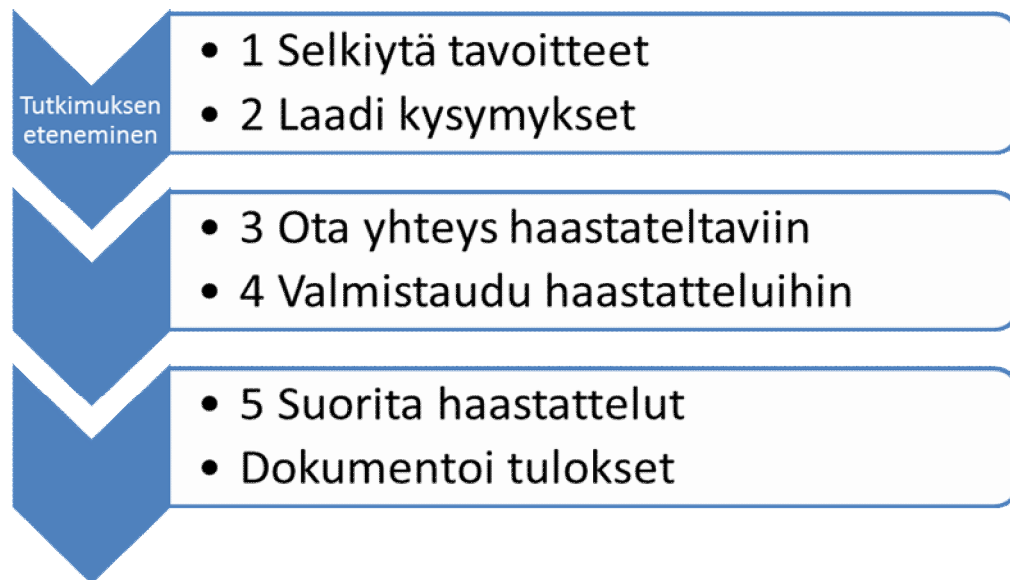 Tutkimuksen
eteneminen
• 1 Selkiytä tavoitteet
• 2 Laadi kysymykset
• 3 Ota yhteys haastateltaviin
• 4 Valmistaudu haastatteluihin
• 5 Suorita haastattelut
• Dokumentoi tulokset